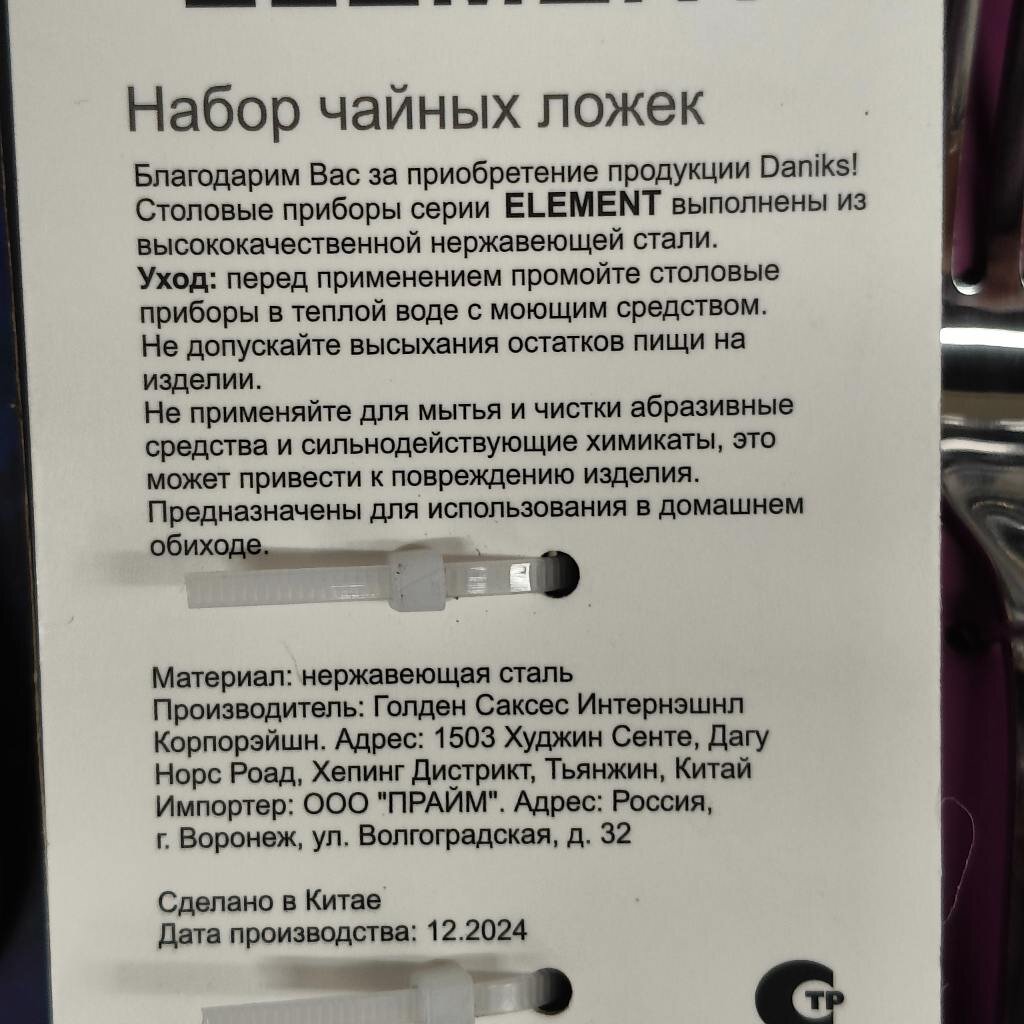 ELEMENT
Набор чайных ложек
Благодарим Вас за приобретение продукции Daniks!
Столовые приборы серии ELEMENT выполнены из
высококачественной нержавеющей стали.
Уход: перед применением промойте столовые
приборы в теплой воде с моющим средством.
Не допускайте высыхания остатков пищи на
изделии.
Не применяйте для мытья и чистки абразивные
средства и сильнодействующие химикаты, это
может привести к повреждению изделия.
Предназначены для использования в домашнем
обиходе.
Материал: нержавеющая сталь
Производитель: Голден Саксес Интернэшнл
Корпорэйшн. Адрес: 1503 Худжин Сенте, Дагу
Норс Роад, Хепинг Дистрикт, Тьянжин, Китай
Импортер: ООО "ПРАЙМ". Адрес: Россия,
г. Воронеж, ул. Волгоградская, д. 32
Сделано в Китае
Дата производства: 12.2024
СТР